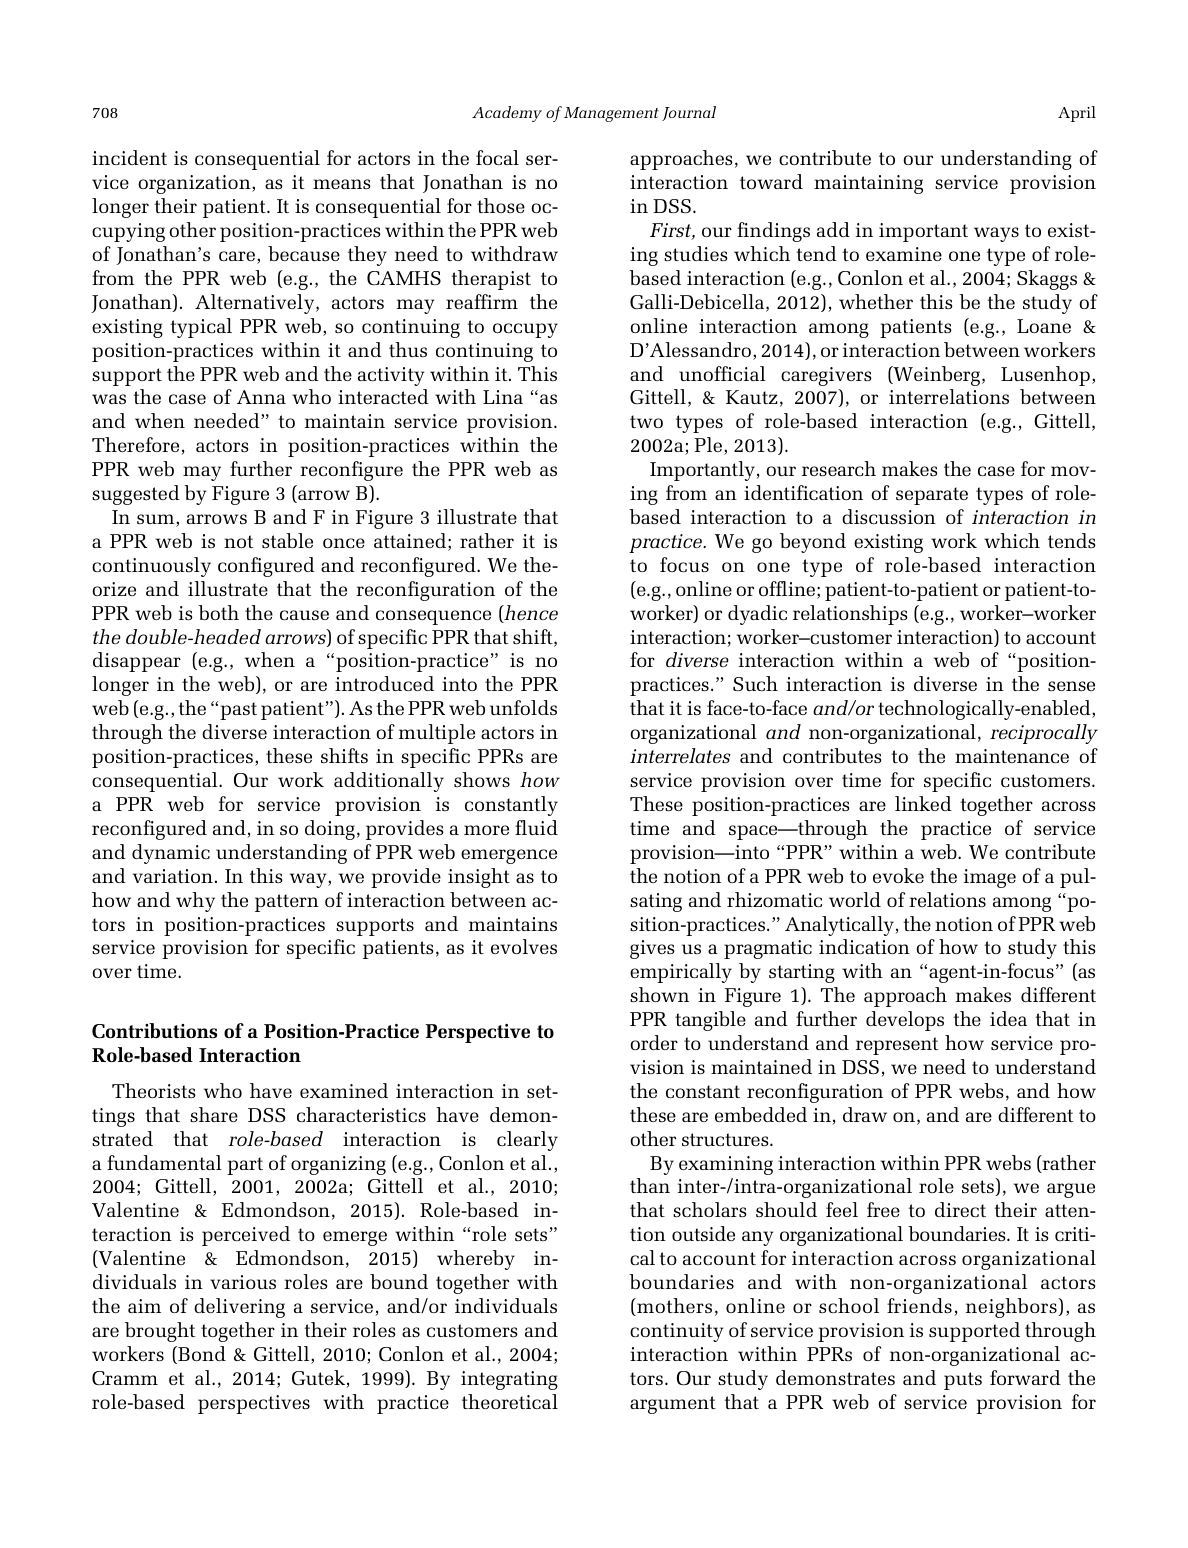 708
Academy of Management Journal
April
incident is consequential for actors in the focal ser-
vice organization, as it means that Jonathan is no
longer their patient. It is consequential for those oc-
cupying other position-practices within the PPR web
of Jonathan’s care, because they need to withdraw
from the PPR web (e.g., the CAMHS therapist to
Jonathan). Alternatively, actors may reaffirm the
existing typical PPR web, so continuing to occupy
position-practices within it and thus continuing to
support the PPR web and the activity within it. This
was the case of Anna who interacted with Lina “as
and when needed” to maintain service provision.
Therefore, actors in position-practices within the
PPR web may further reconfigure the PPR web as
suggested by Figure 3 (arrow B).
In sum, arrows B and F in Figure 3 illustrate that
a PPR web is not stable once attained; rather it is
continuously configured and reconfigured. We the-
orize and illustrate that the reconfiguration of the
PPR web is both the cause and consequence (hence
the double-headed arrows) of specific PPR that shift,
disappear (e.g., when a “position-practice” is no
longer in the web), or are introduced into the PPR
web (e.g., the “past patient”). As the PPR web unfolds
through the diverse interaction of multiple actors in
position-practices, these shifts in specific PPRs are
consequential. Our work additionally shows how
a PPR web for service provision is constantly
reconfigured and, in so doing, provides a more fluid
and dynamic understanding of PPR web emergence
and variation. In this way, we provide insight as to
how and why the pattern of interaction between ac-
tors in position-practices supports and maintains
service provision for specific patients, as it evolves
over time.
Contributions of a Position-Practice Perspective to
Role-based Interaction
Theorists who have examined interaction in set-
tings that share DSS characteristics have demon-
strated that role-based interaction is clearly
a fundamental part of organizing (e.g., Conlon et al.,
2004; Gittell, 2001, 2002a; Gittell et al., 2010;
Valentine & Edmondson, 2015). Role-based in-
teraction is perceived to emerge within “role sets”
(Valentine & Edmondson, 2015) whereby in-
dividuals in various roles are bound together with
the aim of delivering a service, and/or individuals
are brought together in their roles as customers and
workers (Bond & Gittell, 2010; Conlon et al., 2004;
Cramm et al., 2014; Gutek, 1999). By integrating
role-based perspectives with practice theoretical
approaches, we contribute to our understanding of
interaction toward maintaining service provision
in DSS.
First, our findings add in important ways to exist-
ing studies which tend to examine one type of role-
based interaction (e.g., Conlon et al., 2004; Skaggs &
Galli-Debicella, 2012), whether this be the study of
online interaction among patients (e.g., Loane &
D’Alessandro, 2014), or interaction between workers
and unofficial caregivers (Weinberg, Lusenhop,
Gittell, & Kautz, 2007), or interrelations between
two types of role-based interaction (e.g., Gittell,
2002a; Ple, 2013).
Importantly, our research makes the case for mov-
ing from an identification of separate types of role-
based interaction to a discussion of interaction in
practice. We go beyond existing work which tends
to focus on one type of role-based interaction
(e.g., online or offline; patient-to-patient or patient-to-
worker) or dyadic relationships (e.g., worker–worker
interaction; worker–customer interaction) to account
for diverse interaction within a web of “position-
practices.” Such interaction is diverse in the sense
that it is face-to-face and/or technologically-enabled,
organizational and non-organizational, reciprocally
interrelates and contributes to the maintenance of
service provision over time for specific customers.
These position-practices are linked together across
time and space—through the practice of service
provision—into “PPR” within a web. We contribute
the notion of a PPR web to evoke the image of a pul-
sating and rhizomatic world of relations among “po-
sition-practices.” Analytically, the notion of PPR web
gives us a pragmatic indication of how to study this
empirically by starting with an “agent-in-focus” (as
shown in Figure 1). The approach makes different
PPR tangible and further develops the idea that in
order to understand and represent how service pro-
vision is maintained in DSS, we need to understand
the constant reconfiguration of PPR webs, and how
these are embedded in, draw on, and are different to
other structures.
By examining interaction within PPR webs (rather
than inter-/intra-organizational role sets), we argue
that scholars should feel free to direct their atten-
tion outside any organizational boundaries. It is criti-
cal to account for interaction across organizational
boundaries and with non-organizational actors
(mothers, online or school friends, neighbors), as
continuity of service provision is supported through
interaction within PPRs of non-organizational ac-
tors. Our study demonstrates and puts forward the
argument that a PPR web of service provision for